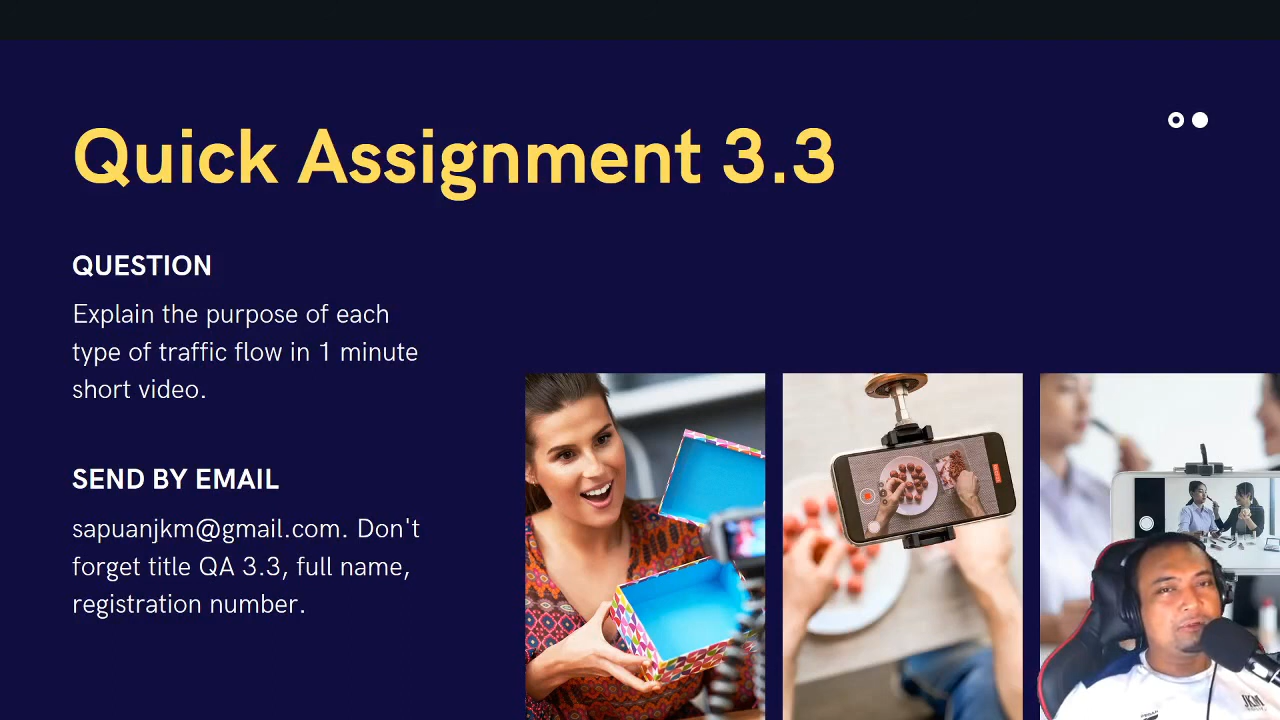 Quick Assignment 3.3
QUESTION
Explain the purpose of each
type of traffic flow in 1 minute
short video.
SEND BY EMAIL
sapuanjkm@gmail.com. Don't
forget title QA 3.3, full name,
registration number.
JKM